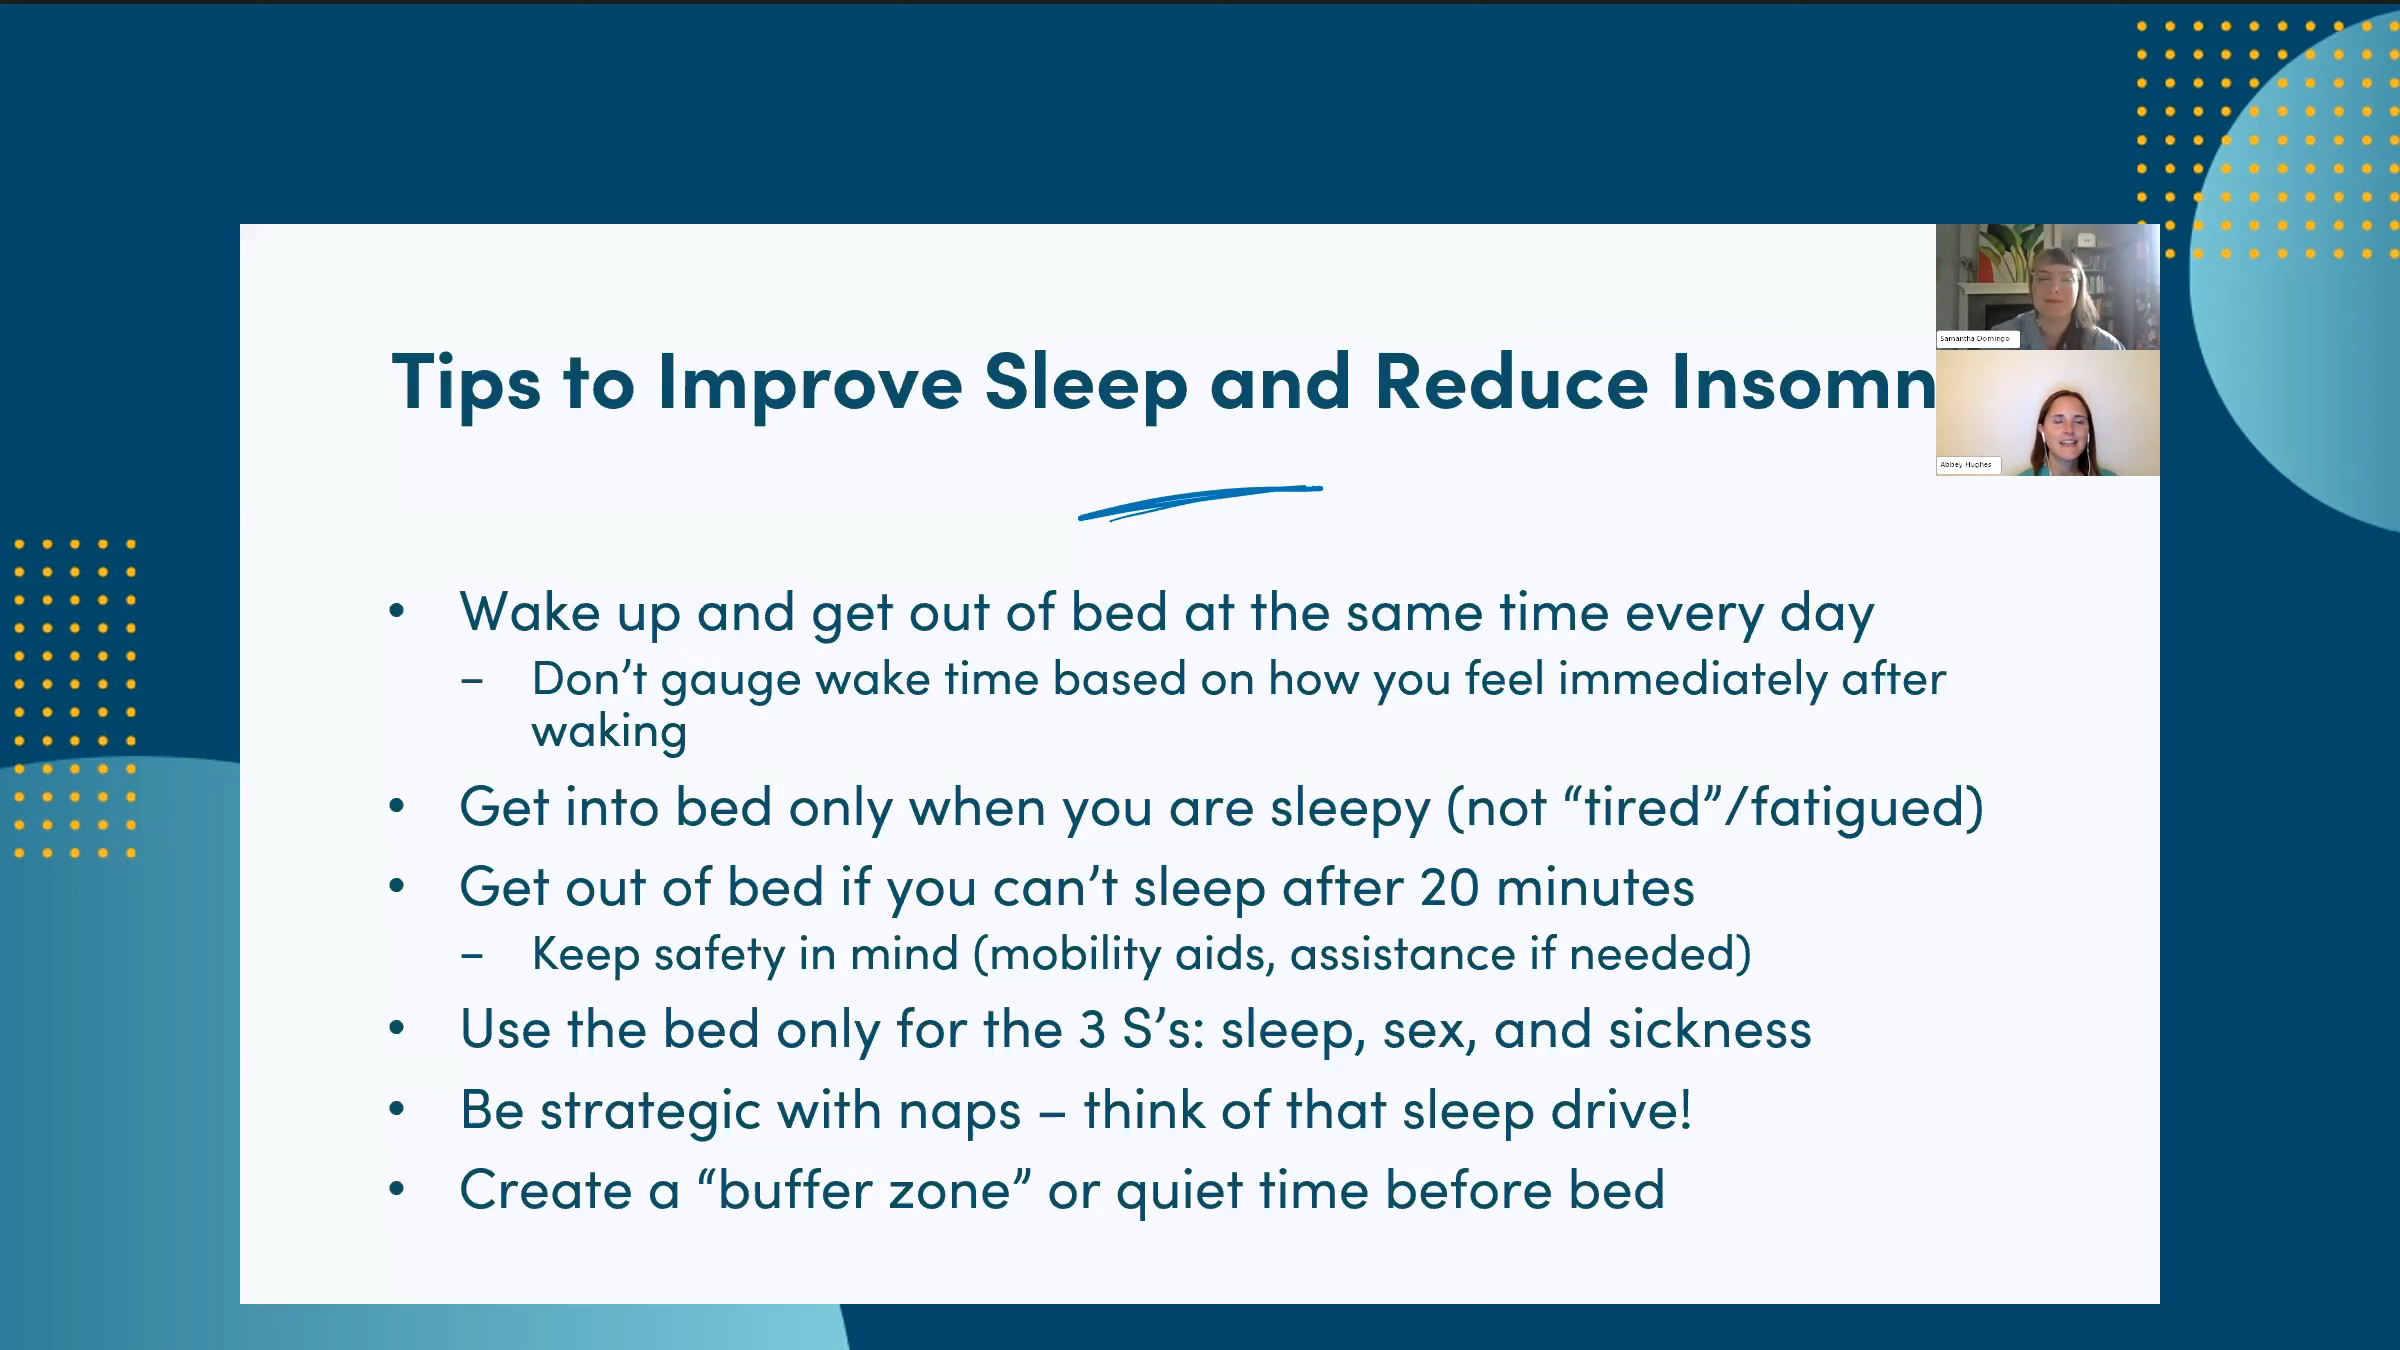 Tips to Improve Sleep and Reduce Insomn
Samantha Domingo
Abbey Hughes
• Wake up and get out of bed at the same time every day
– Don’t gauge wake time based on how you feel immediately after
waking
• Get into bed only when you are sleepy (not “tired”/fatigued)
• Get out of bed if you can’t sleep after 20 minutes
– Keep safety in mind (mobility aids, assistance if needed)
• Use the bed only for the 3 S’s: sleep, sex, and sickness
• Be strategic with naps – think of that sleep drive!
• Create a “buffer zone” or quiet time before bed